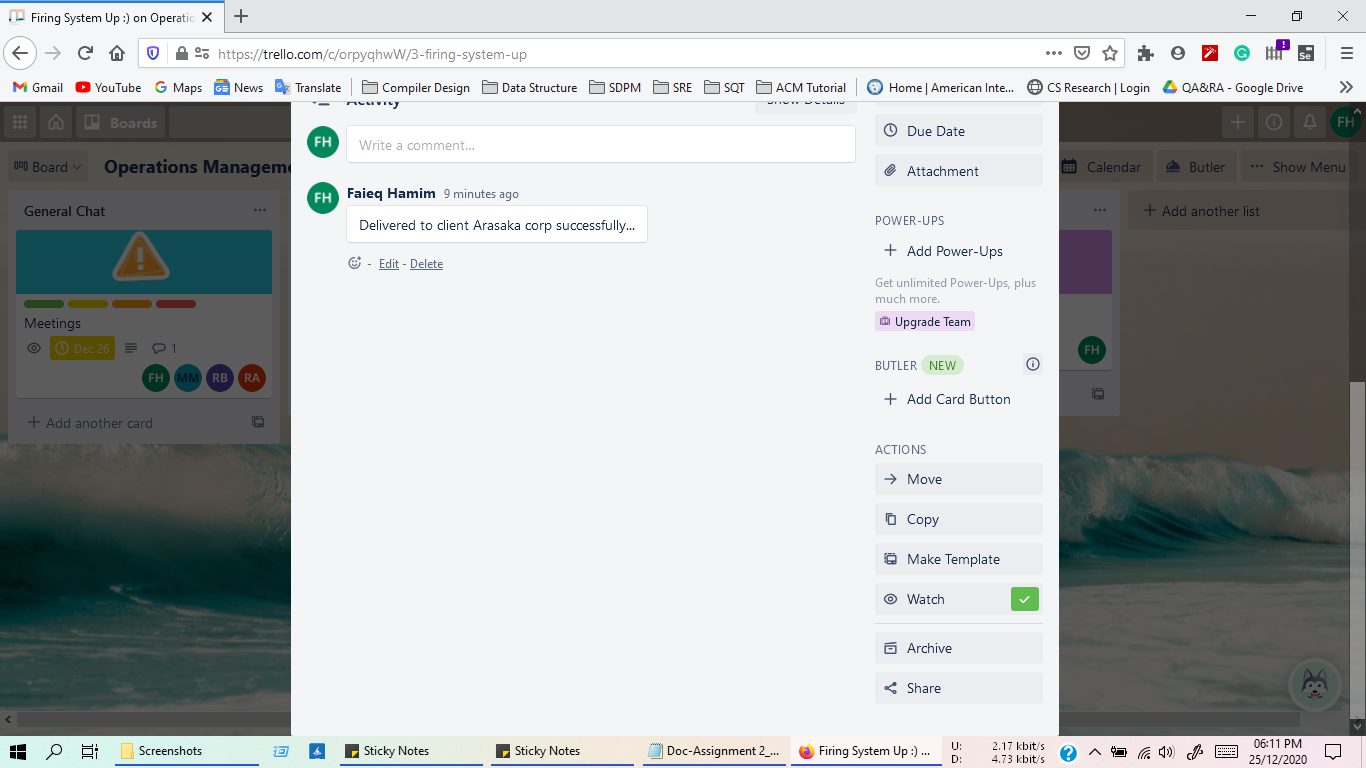 Firing System Up :) on Operatio
https://trello.com/c/orpyqhwW/3-firing-system-up
Gmail YouTube Maps News Translate Compiler Design Data Structure SDPM SRE SQT ACM Tutorial Home | American Inte... CS Research | Login QA&RA - Google Drive
Boards
FH
Board
Operations Manageme
Calendar
Butler
Show Menu
General Chat
Meetings
Dec 26
1
FH MM RB RA
Add another card
Activity
Show Details
FH
Write a comment...
FH
Faieq Hamim 9 minutes ago
Delivered to client Arasaka corp successfully...
- Edit - Delete
Due Date
Attachment
POWER-UPS
Add Power-Ups
Get unlimited Power-Ups, plus
much more.
Upgrade Team
BUTLER NEW
Add Card Button
ACTIONS
Move
Copy
Make Template
Watch
Archive
Share
Add another list
FH
Screenshots
Sticky Notes
Sticky Notes
Doc-Assignment 2_...
Firing System Up :) ...
U: 2.17 kbit/s
D: 4.73 kbit/s
06:11 PM
25/12/2020